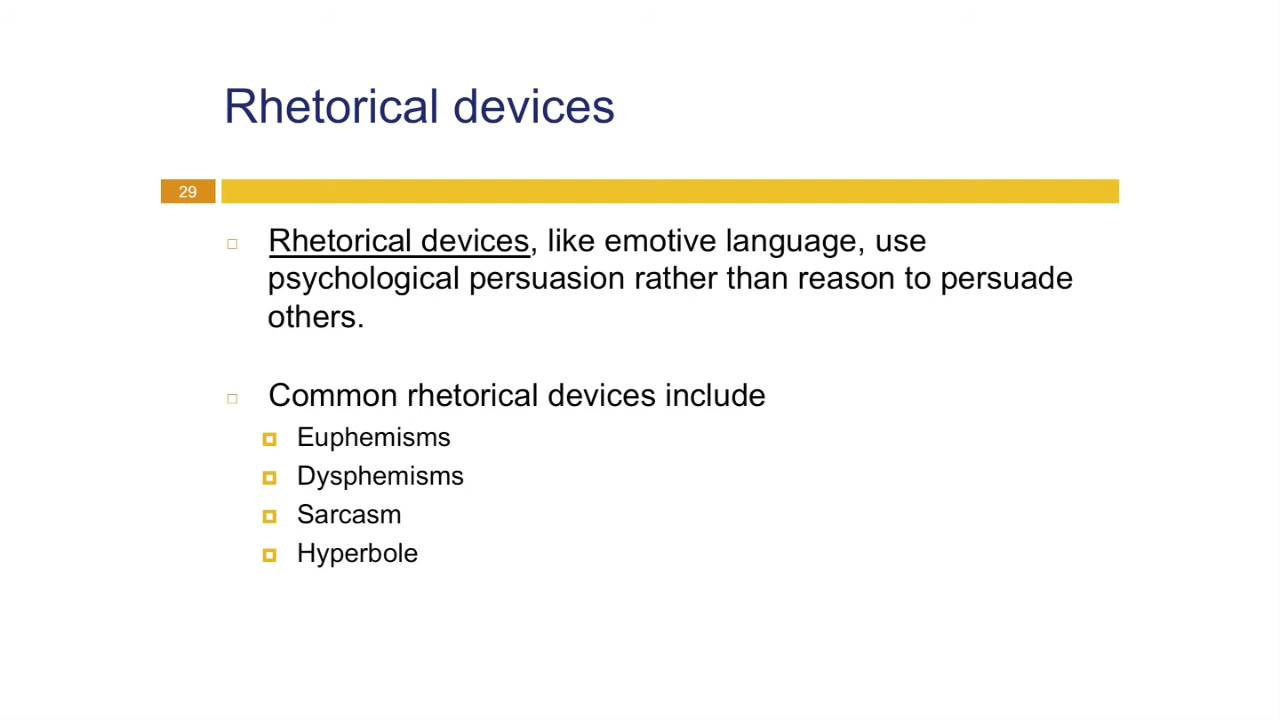 Rhetorical devices
29
Rhetorical devices, like emotive language, use
psychological persuasion rather than reason to persuade
others.
Common rhetorical devices include
Euphemisms
Dysphemisms
Sarcasm
Hyperbole